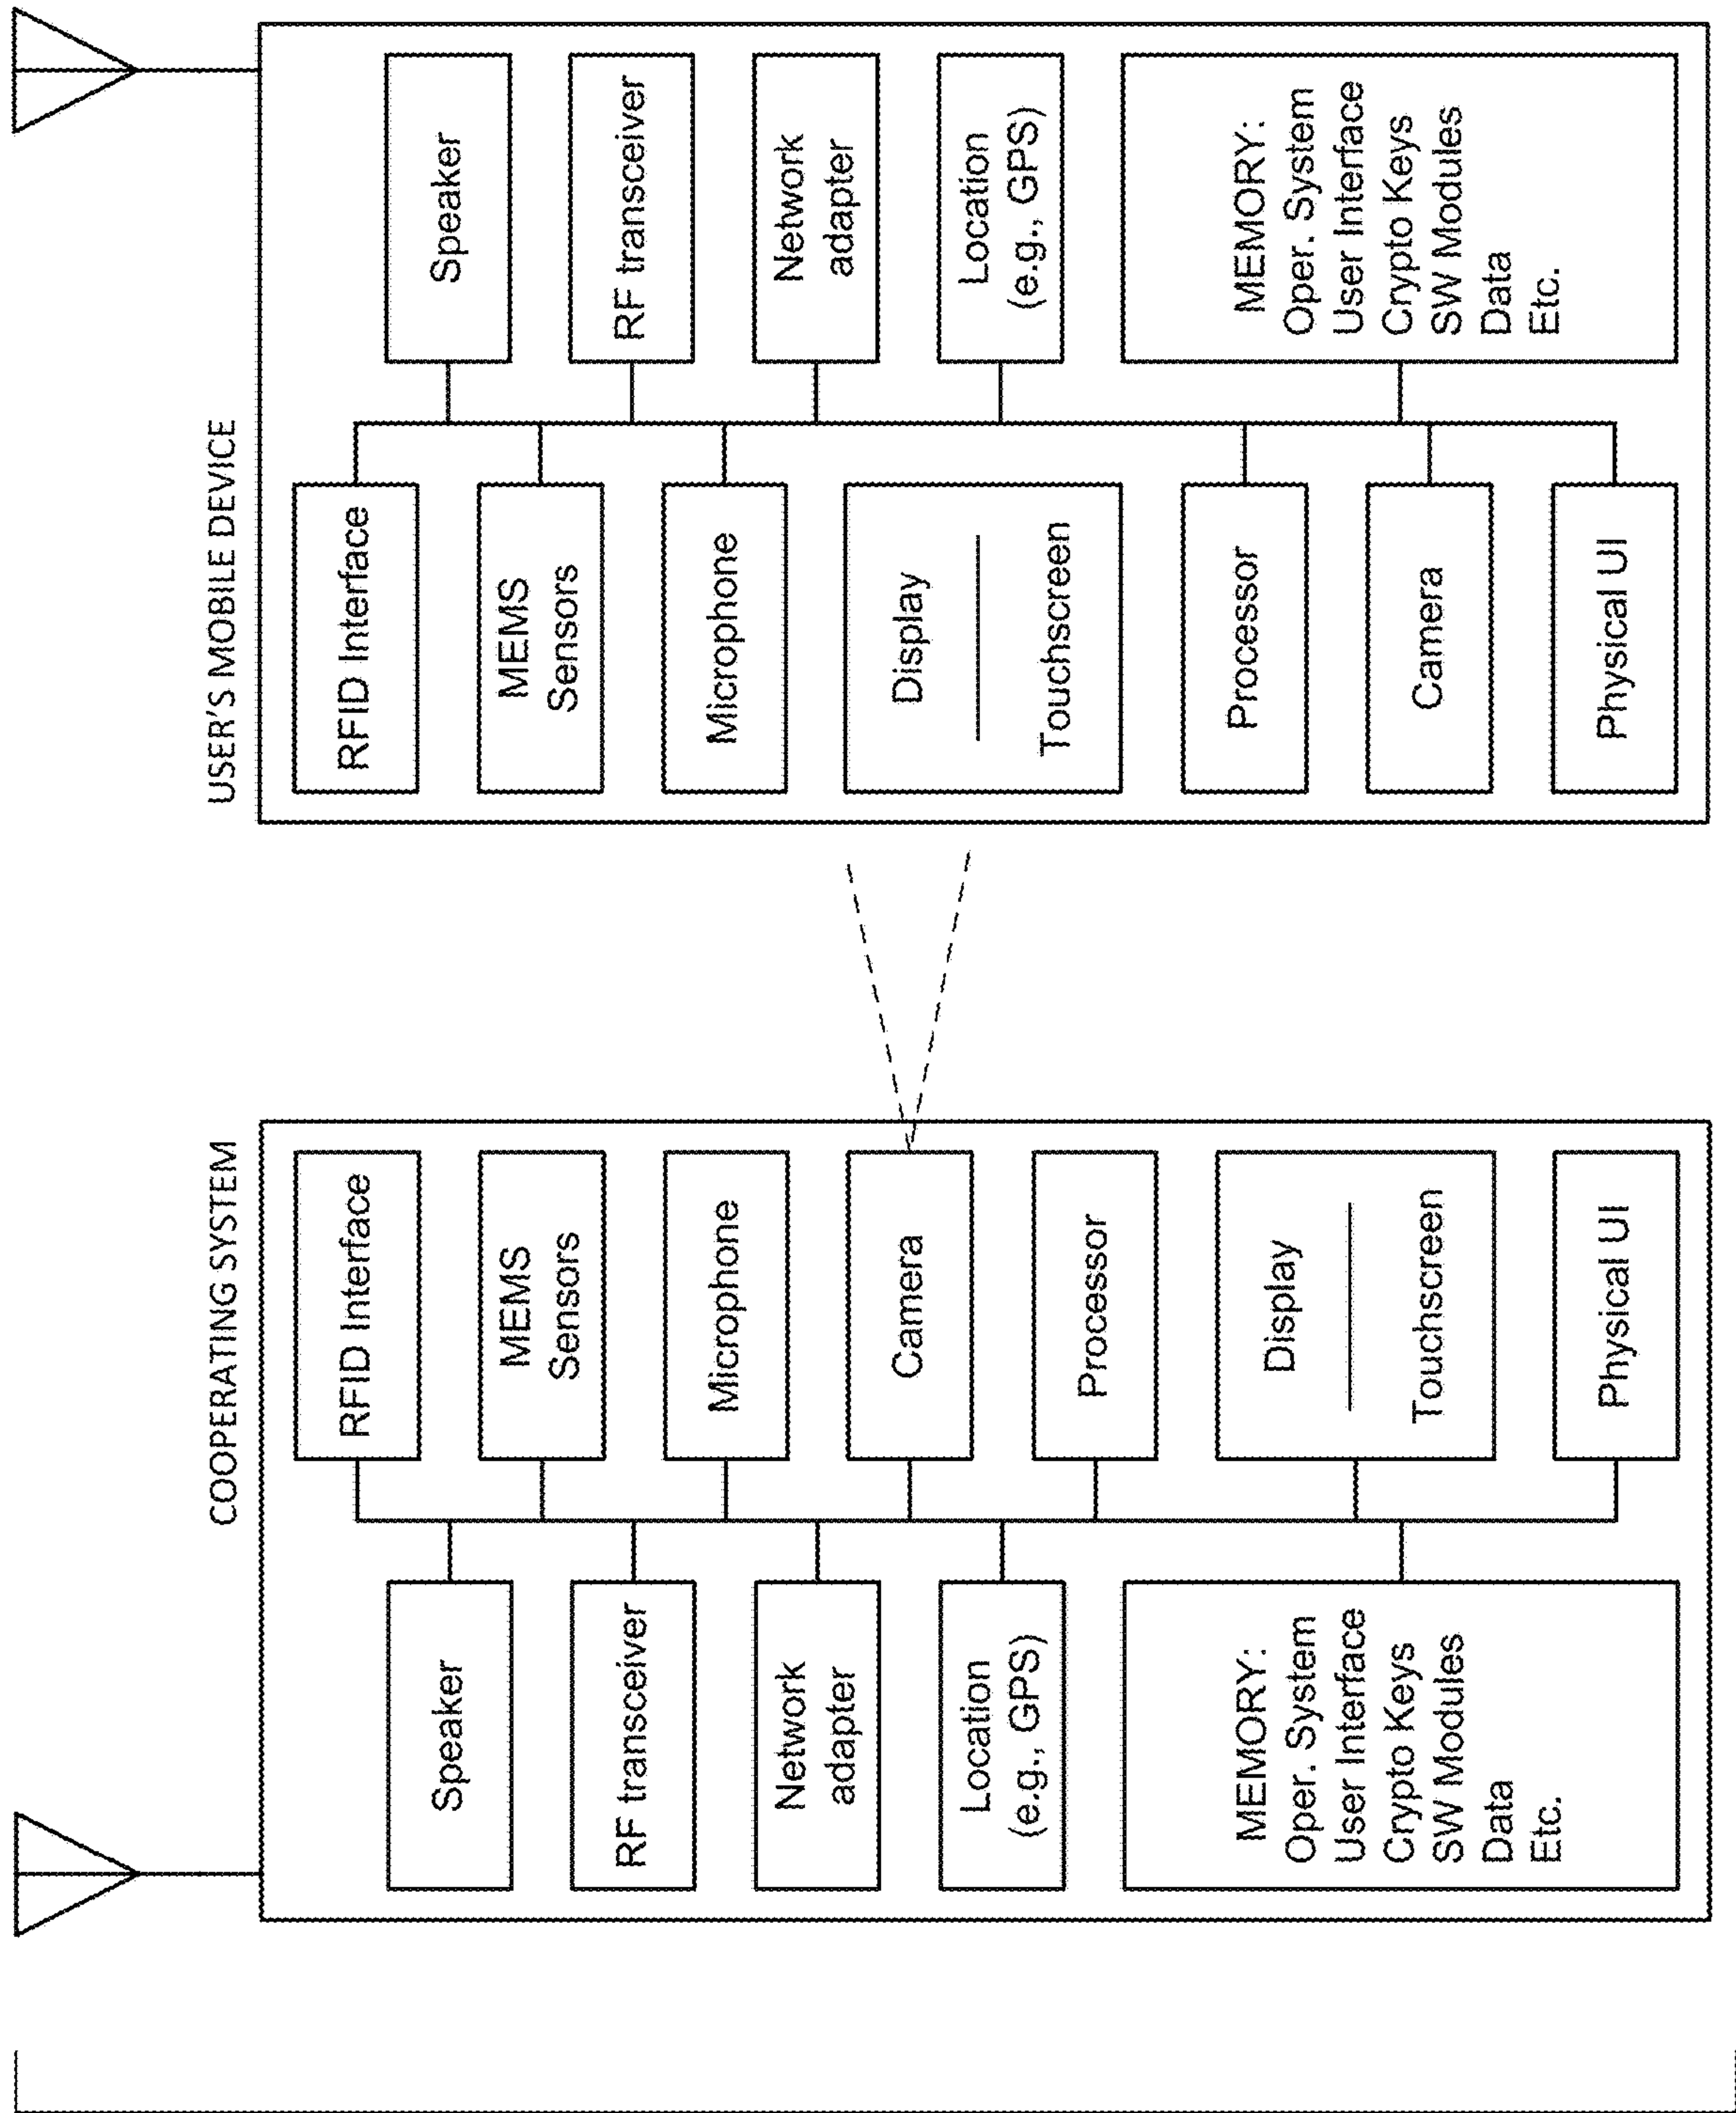 COOPERATING SYSTEM
Speaker
RF transceiver
Network
adapter
Location
(e.g., GPS)
MEMORY:
Oper. System
User Interface
Crypto Keys
SW Modules
Data
Etc.
RFID Interface
MEMS
Sensors
Microphone
Camera
Processor
Display
Touchscreen
Physical UI
USER'S MOBILE DEVICE
RFID Interface
MEMS
Sensors
Microphone
Display
Touchscreen
Processor
Camera
Physical UI
Speaker
RF transceiver
Network
adapter
Location
(e.g., GPS)
MEMORY:
Oper. System
User Interface
Crypto Keys
SW Modules
Data
Etc.